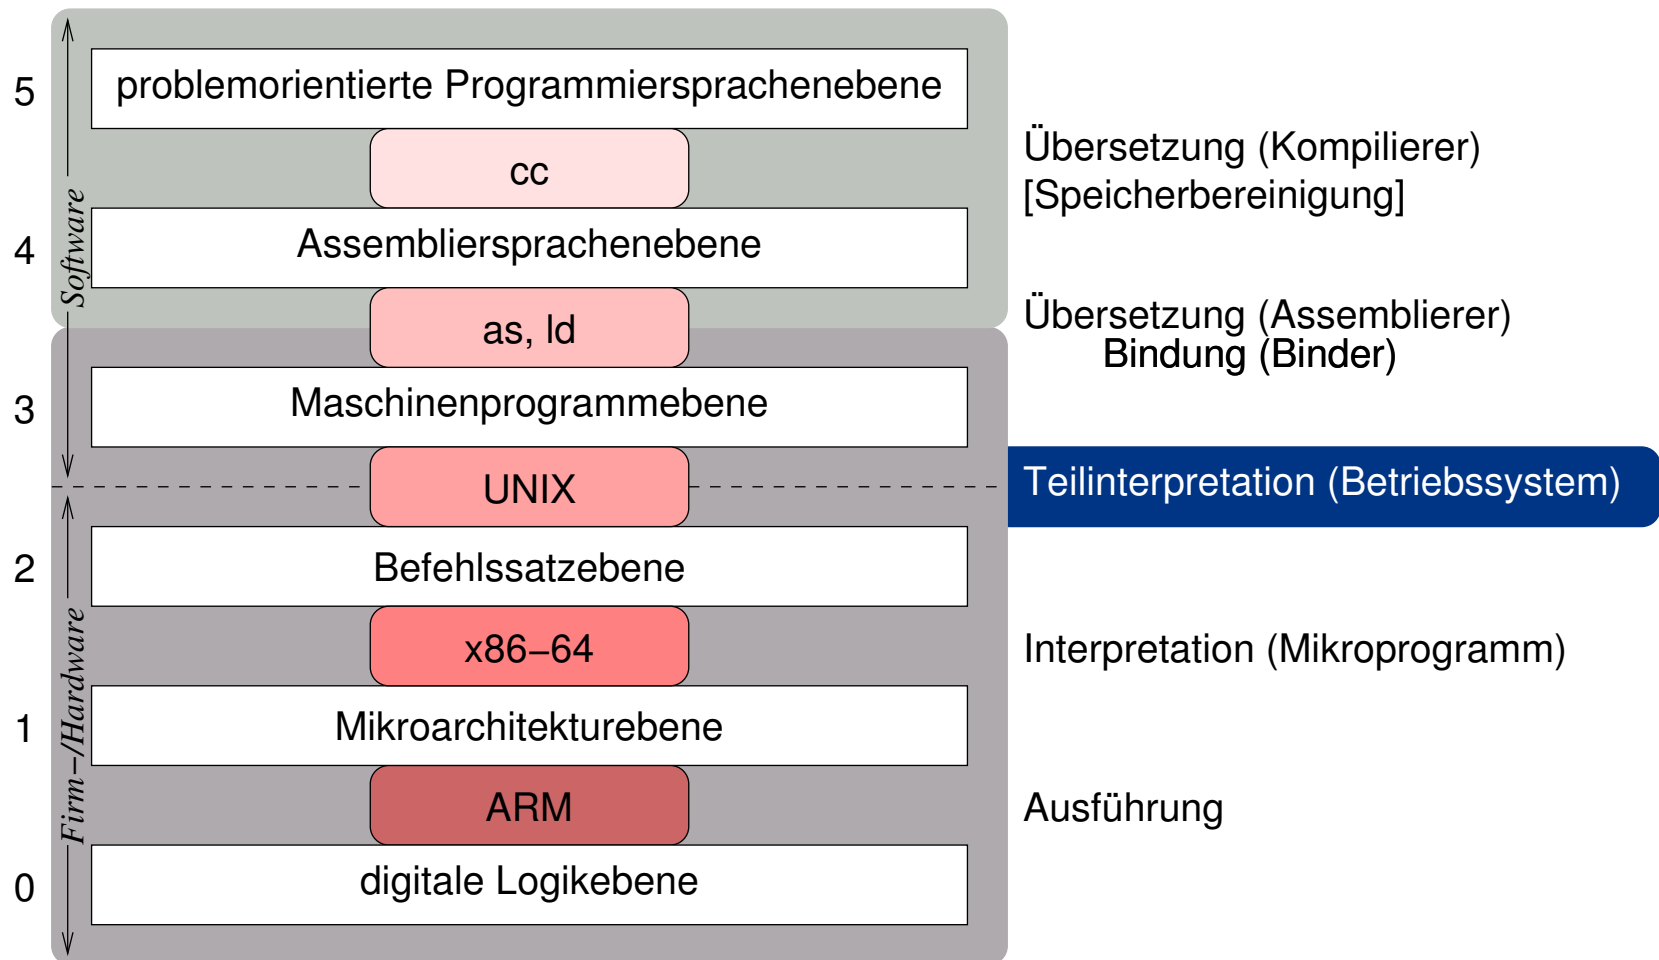 5
problemorientierte Programmiersprachenebene
cc
Übersetzung (Kompilierer)
[Speicherbereinigung]
Software
4
Assembliersprachenebene
as, ld
Übersetzung (Assemblierer)
Bindung (Binder)
3
Maschinenprogrammebene
UNIX
Teilinterpretation (Betriebssystem)
2
Befehlssatzebene
x86–64
Interpretation (Mikroprogramm)
Firm–/Hardware
1
Mikroarchitekturebene
ARM
Ausführung
0
digitale Logikebene